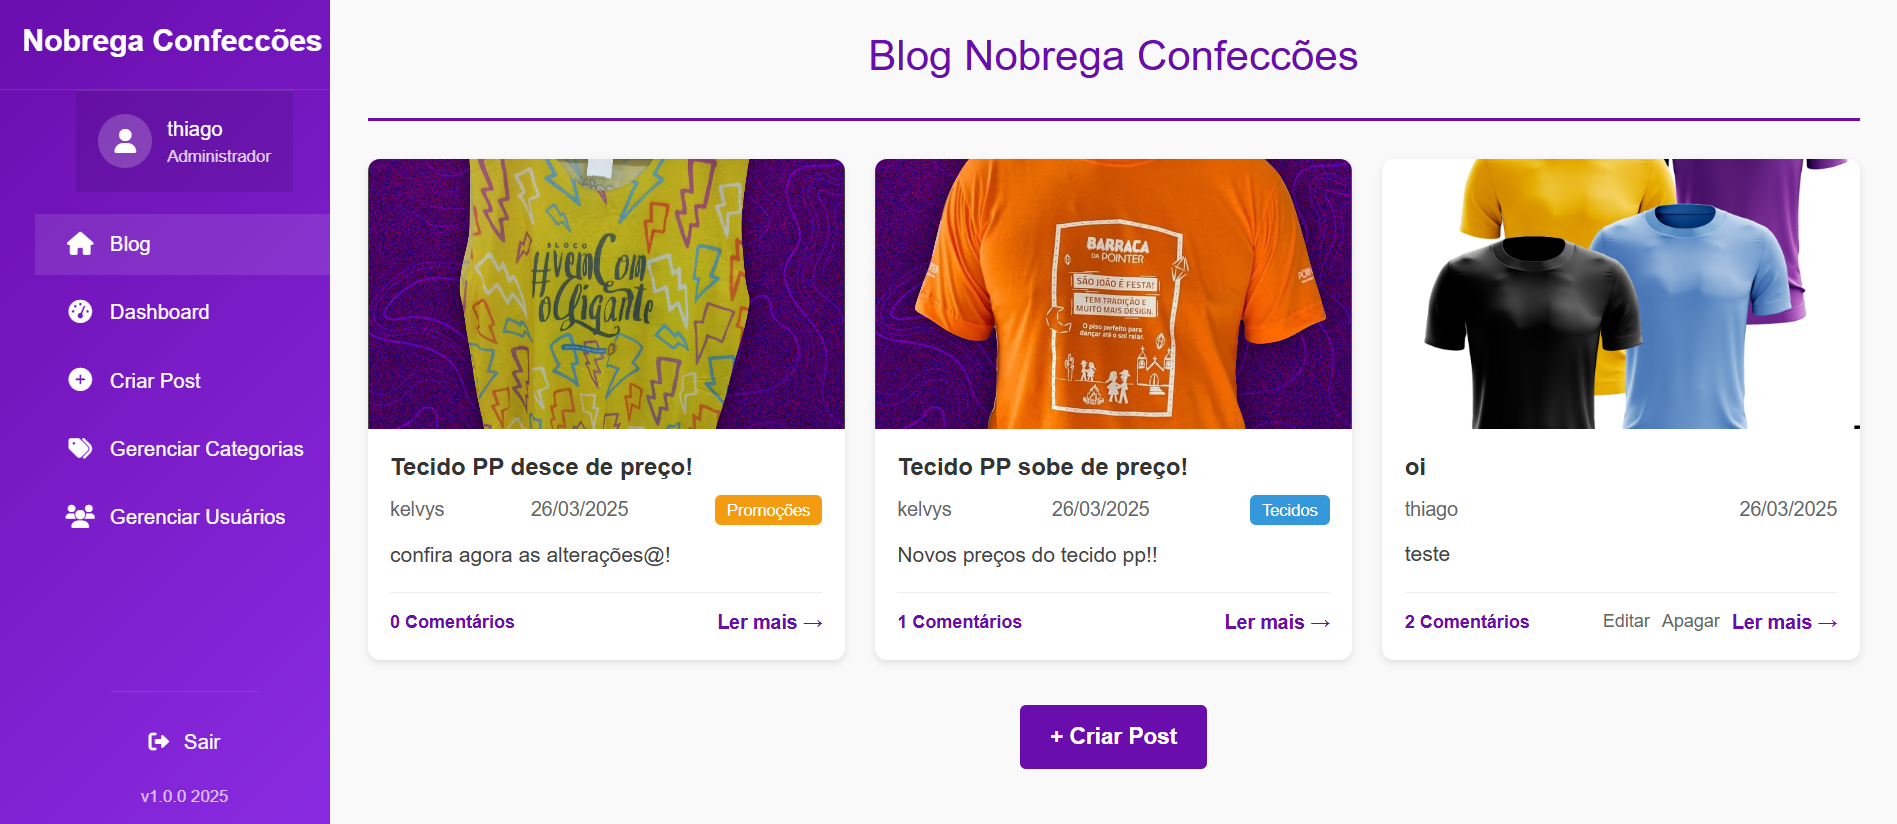 Nobrega Confeccões
thiago
Administrador
Blog
Dashboard
Criar Post
Gerenciar Categorias
Gerenciar Usuários
Sair
v1.0.0 2025
Blog Nobrega Confeccões
BLOCO
#vemCom
oGigante
Tecido PP desce de preço!
kelvys 26/03/2025 Promoções
confira agora as alterações@!
0 Comentários Ler mais →
BARRACA
DA POINTER
SÃO JOÃO É FESTA!
TEM TRADIÇÃO E
MUITO MAIS DESIGN.
O piso perfeito para
dançar até o sol raiar.
Tecido PP sobe de preço!
kelvys 26/03/2025 Tecidos
Novos preços do tecido pp!!
1 Comentários Ler mais →
oi
thiago 26/03/2025
teste
2 Comentários Editar Apagar Ler mais →
+ Criar Post